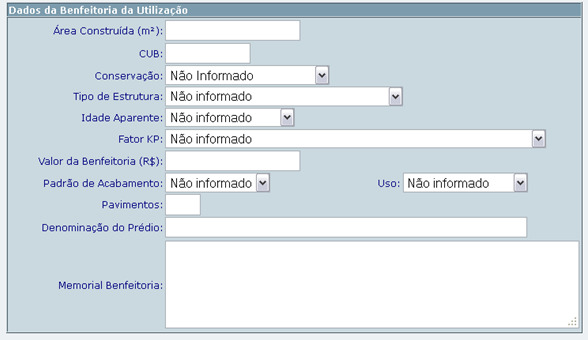 Dados da Benfeitoria da Utilização
Área Construída (m²):
CUB:
Conservação: Não Informado
Tipo de Estrutura: Não informado
Idade Aparente: Não informado
Fator KP: Não informado
Valor da Benfeitoria (R$):
Padrão de Acabamento: Não informado Uso: Não informado
Pavimentos:
Denominação do Prédio:
Memorial Benfeitoria: